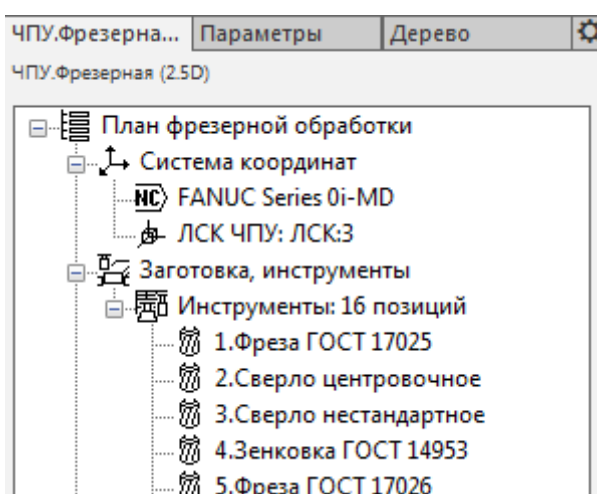 ЧПУ.Фрезерна... Параметры Дерево
ЧПУ.Фрезерная (2.5D)
План фрезерной обработки
Система координат
NC FANUC Series 0i-MD
ЛСК ЧПУ: ЛСК:3
Заготовка, инструменты
Инструменты: 16 позиций
1.Фреза ГОСТ 17025
2.Сверло центровочное
3.Сверло нестандартное
4.Зенковка ГОСТ 14953
5.Фреза ГОСТ 17026